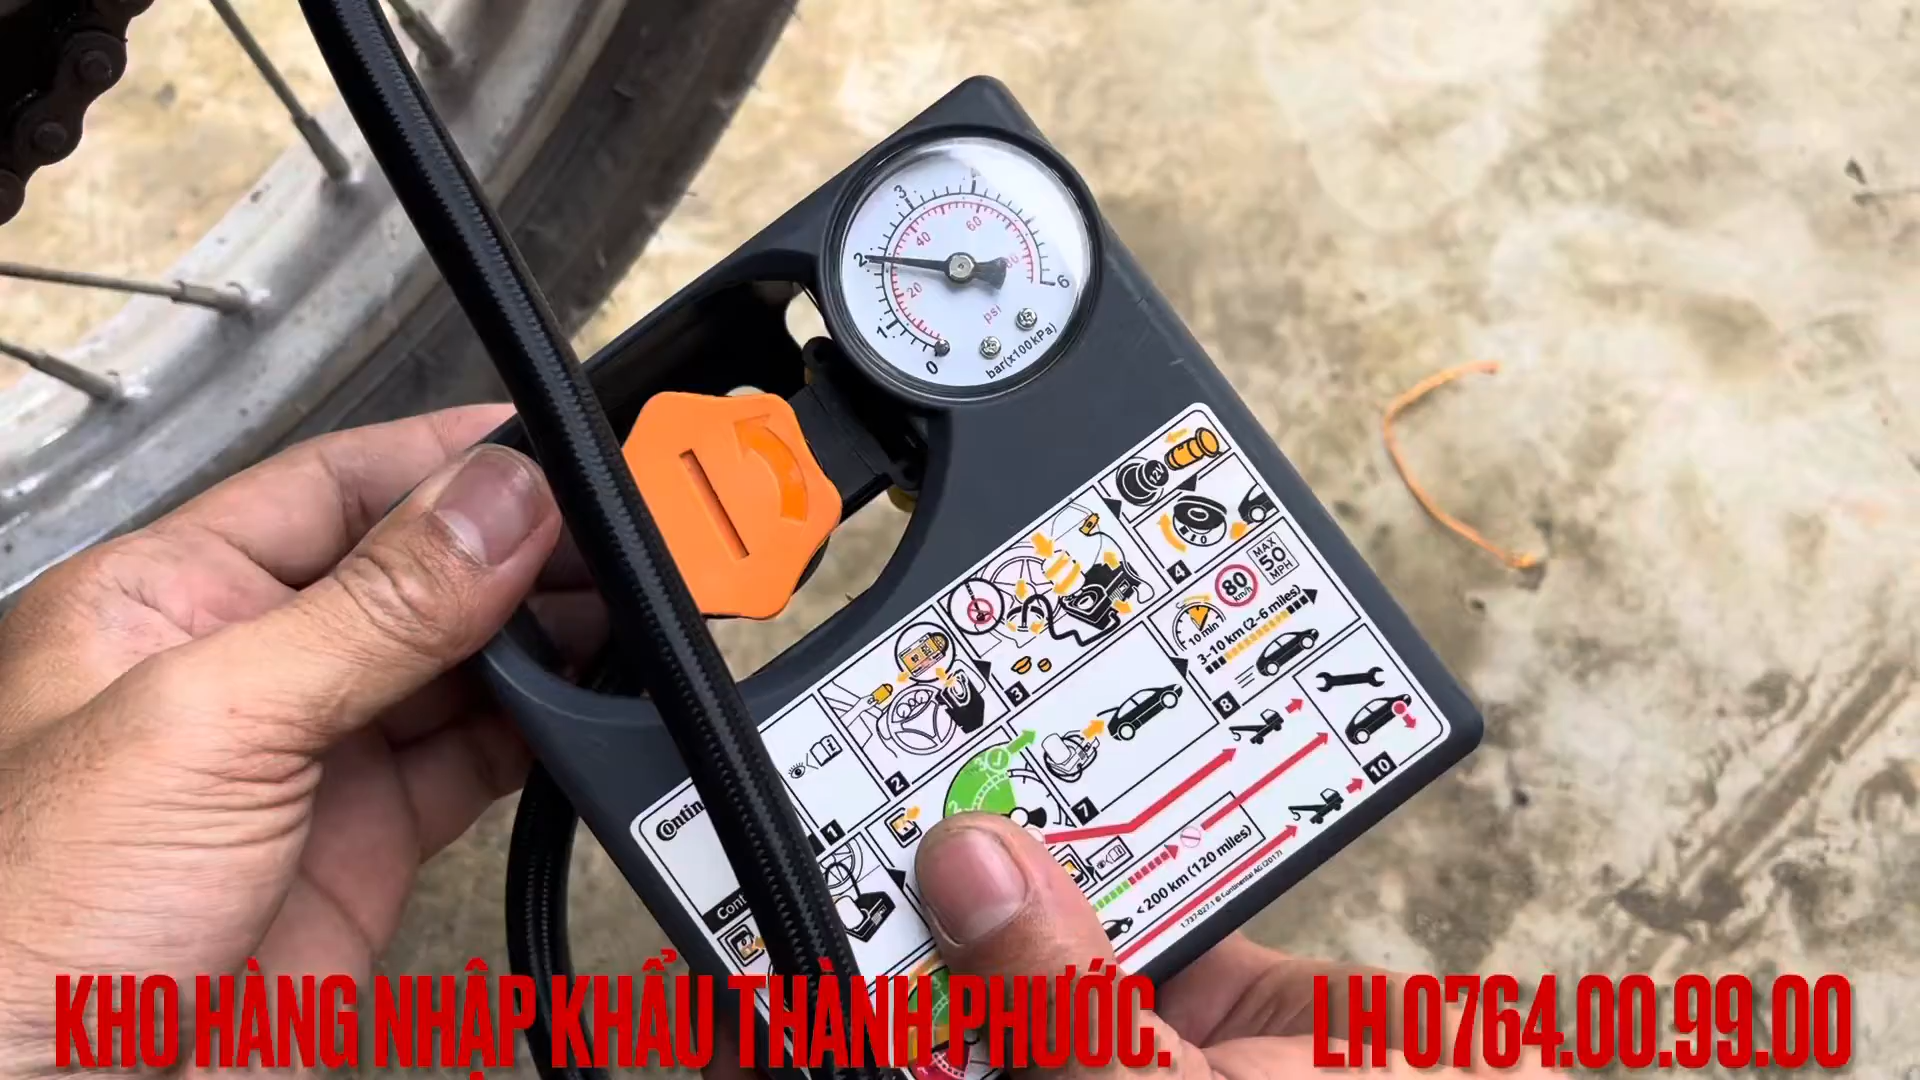 3
2
1
0
6
20
40
60
80
psi
bar(x100kPa)
12V
4
MAX
50
MPH
80
km/h
10 min
3-10 km (2-6 miles)
3
8
2
7
10
1
Contin
Cont
<200 km (120 miles)
KHO HÀNG NHẬP KHẨU THÀNH PHƯỚC.
LH 0764.00.99.00